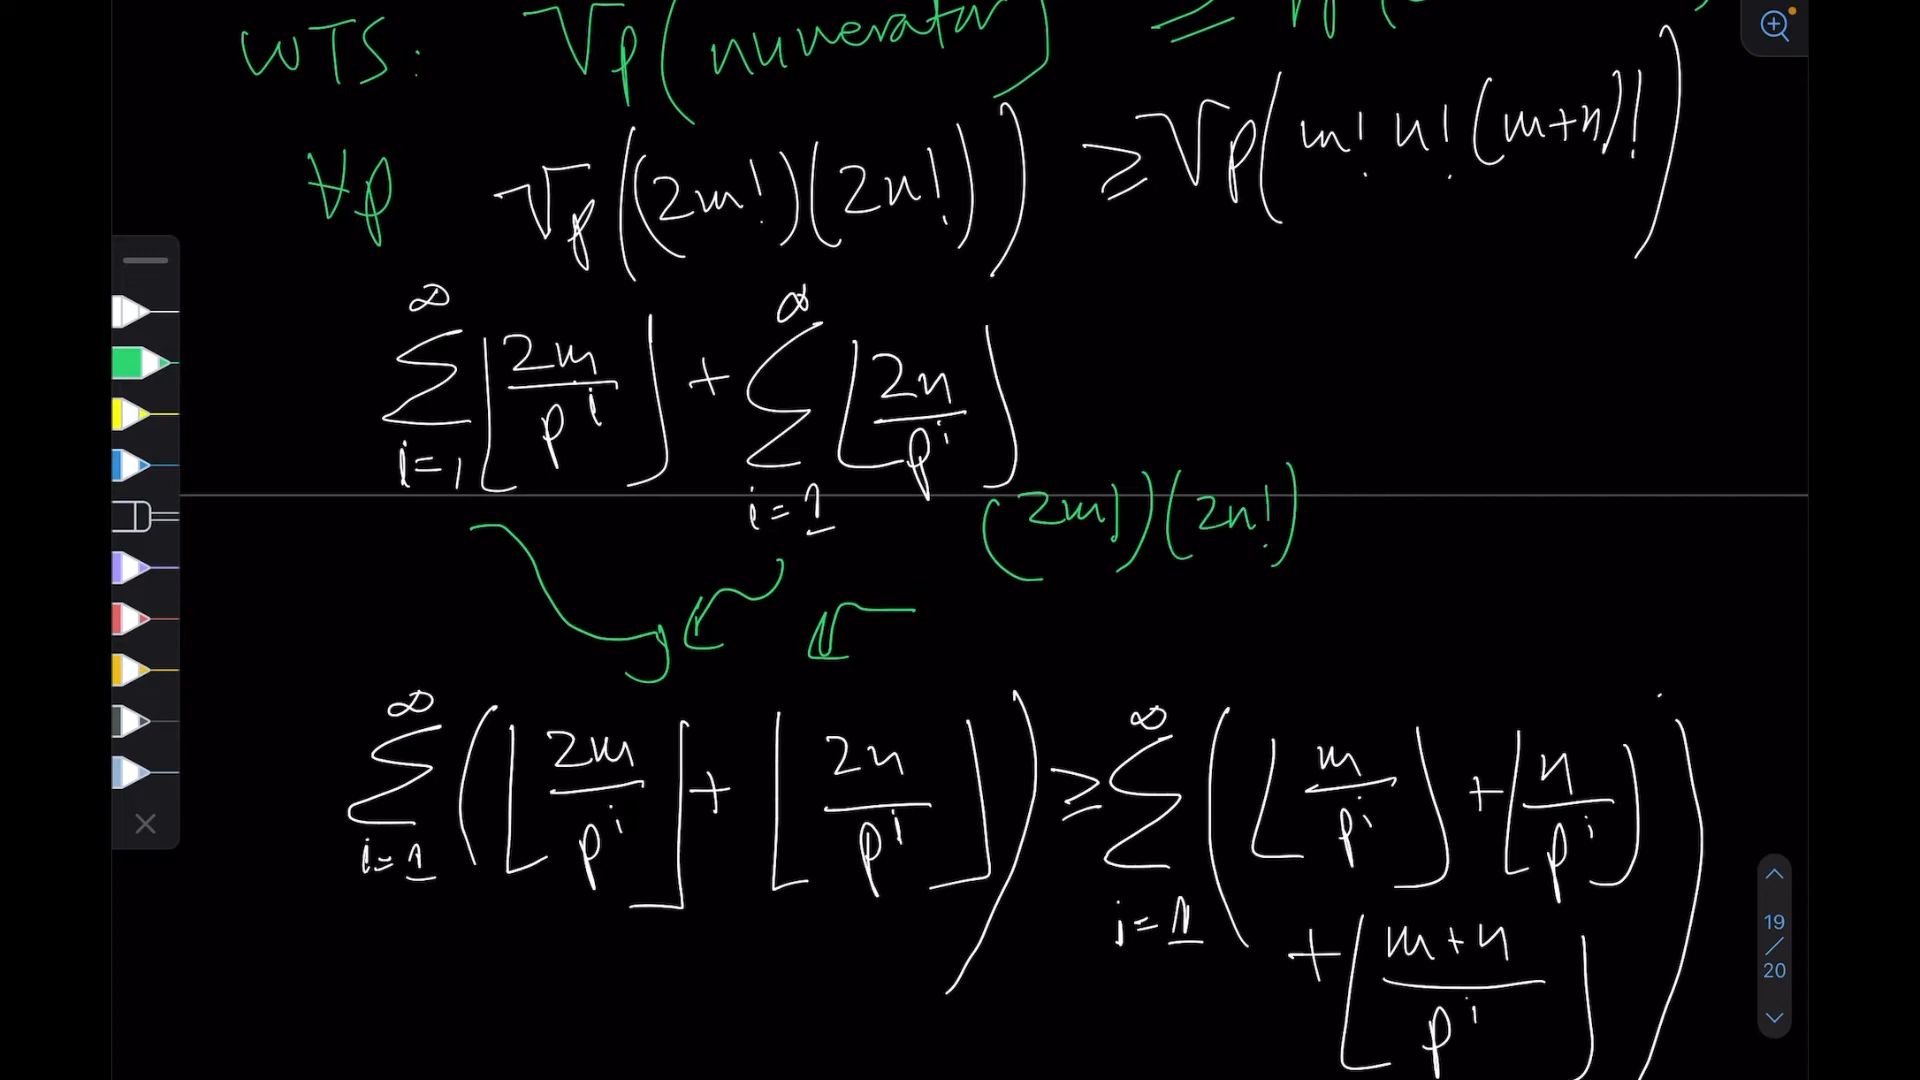 WTS: Vp(numerator) ≥
∀p Vp((2m!)(2n!)) ≥ Vp(m! n! (m+n)!)
∞ ∑ i=1 ⌊2m/p^i⌋ + ∞ ∑ i=1 ⌊2n/p^i⌋
(2m!)(2n!)
∞ ∑ i=1 (⌊2m/p^i⌋ + ⌊2n/p^i⌋) ≥ ∞ ∑ i=1 (⌊m/p^i⌋ + ⌊n/p^i⌋
+ ⌊m+n/p^i⌋)
19
/
20